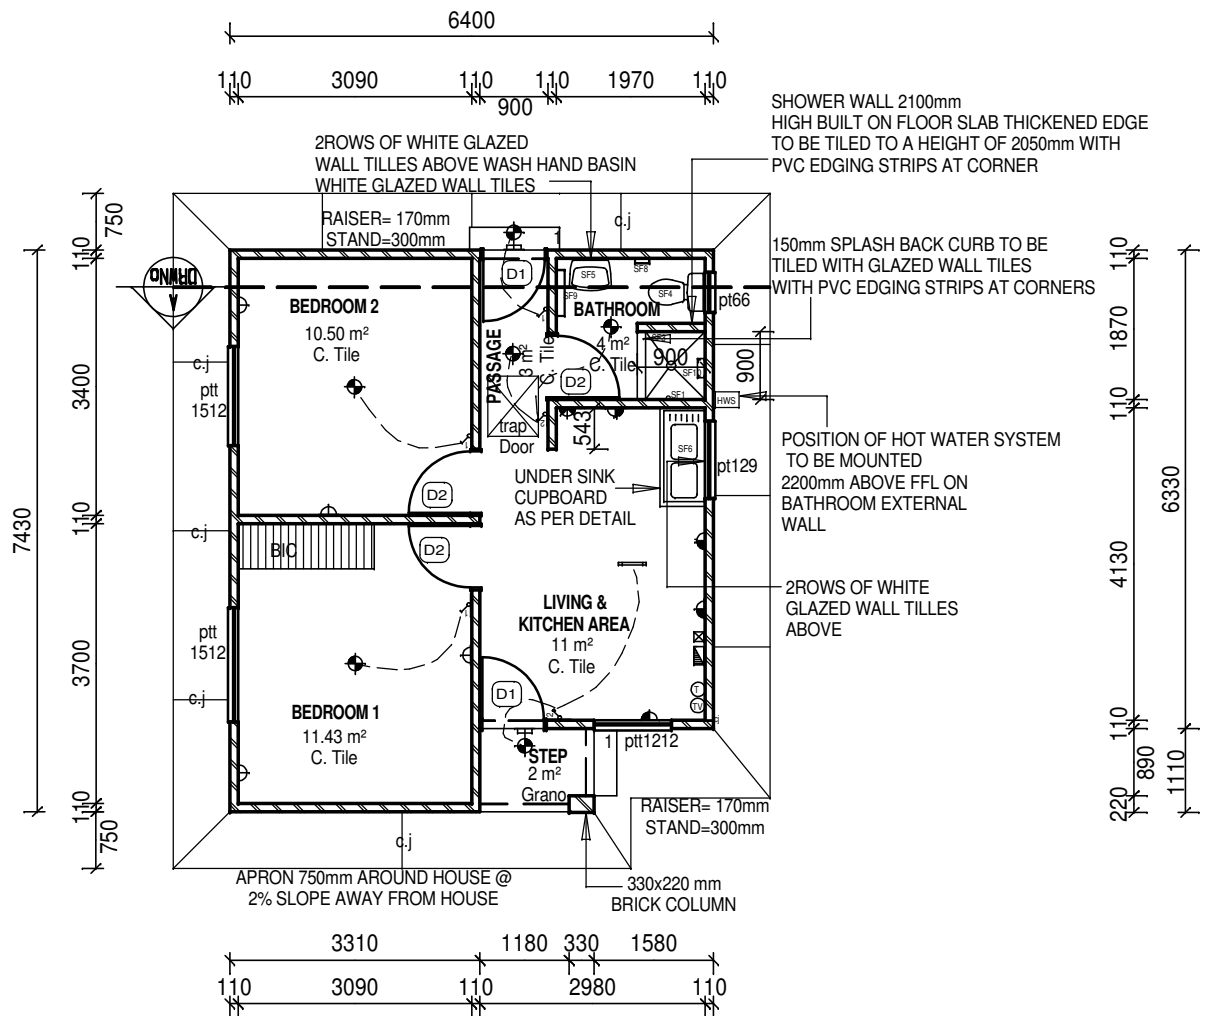 6400
110 3090 110 110 1970 110
900
SHOWER WALL 2100mm
HIGH BUILT ON FLOOR SLAB THICKENED EDGE
TO BE TILED TO A HEIGHT OF 2050mm WITH
PVC EDGING STRIPS AT CORNER
2ROWS OF WHITE GLAZED
WALL TILLES ABOVE WASH HAND BASIN
WHITE GLAZED WALL TILES
RAISER= 170mm
STAND=300mm
c.j
1
150mm SPLASH BACK CURB TO BE
TILED WITH GLAZED WALL TILES
WITH PVC EDGING STRIPS AT CORNERS
750
110
3400
110
3700
110
750
7430
BEDROOM 2
10.50 m²
C. Tile
c.j
ptt
1512
D1
PASSAGE
3 m²
C. Tile
trap
Door
SF5
SF8
SF9
SF4
BATHROOM
4 m²
C. Tile
pt66
900
900
SF10
SF1
HWS
D2
543
SF6
pt129
D2
UNDER SINK
CUPBOARD
AS PER DETAIL
POSITION OF HOT WATER SYSTEM
TO BE MOUNTED
2200mm ABOVE FFL ON
BATHROOM EXTERNAL
WALL
110
1870
110
4130
110
890
220
6330
1110
c.j
BIC
D2
2ROWS OF WHITE
GLAZED WALL TILLES
ABOVE
LIVING &
KITCHEN AREA
11 m²
C. Tile
ptt
1512
c.j
D1
T
TV
BEDROOM 1
11.43 m²
C. Tile
2
ptt1212
STEP
2 m²
Grano
1
RAISER= 170mm
STAND=300mm
c.j
APRON 750mm AROUND HOUSE @
2% SLOPE AWAY FROM HOUSE
330x220 mm
BRICK COLUMN
3310 1180 330 1580
110 3090 110 2980 110